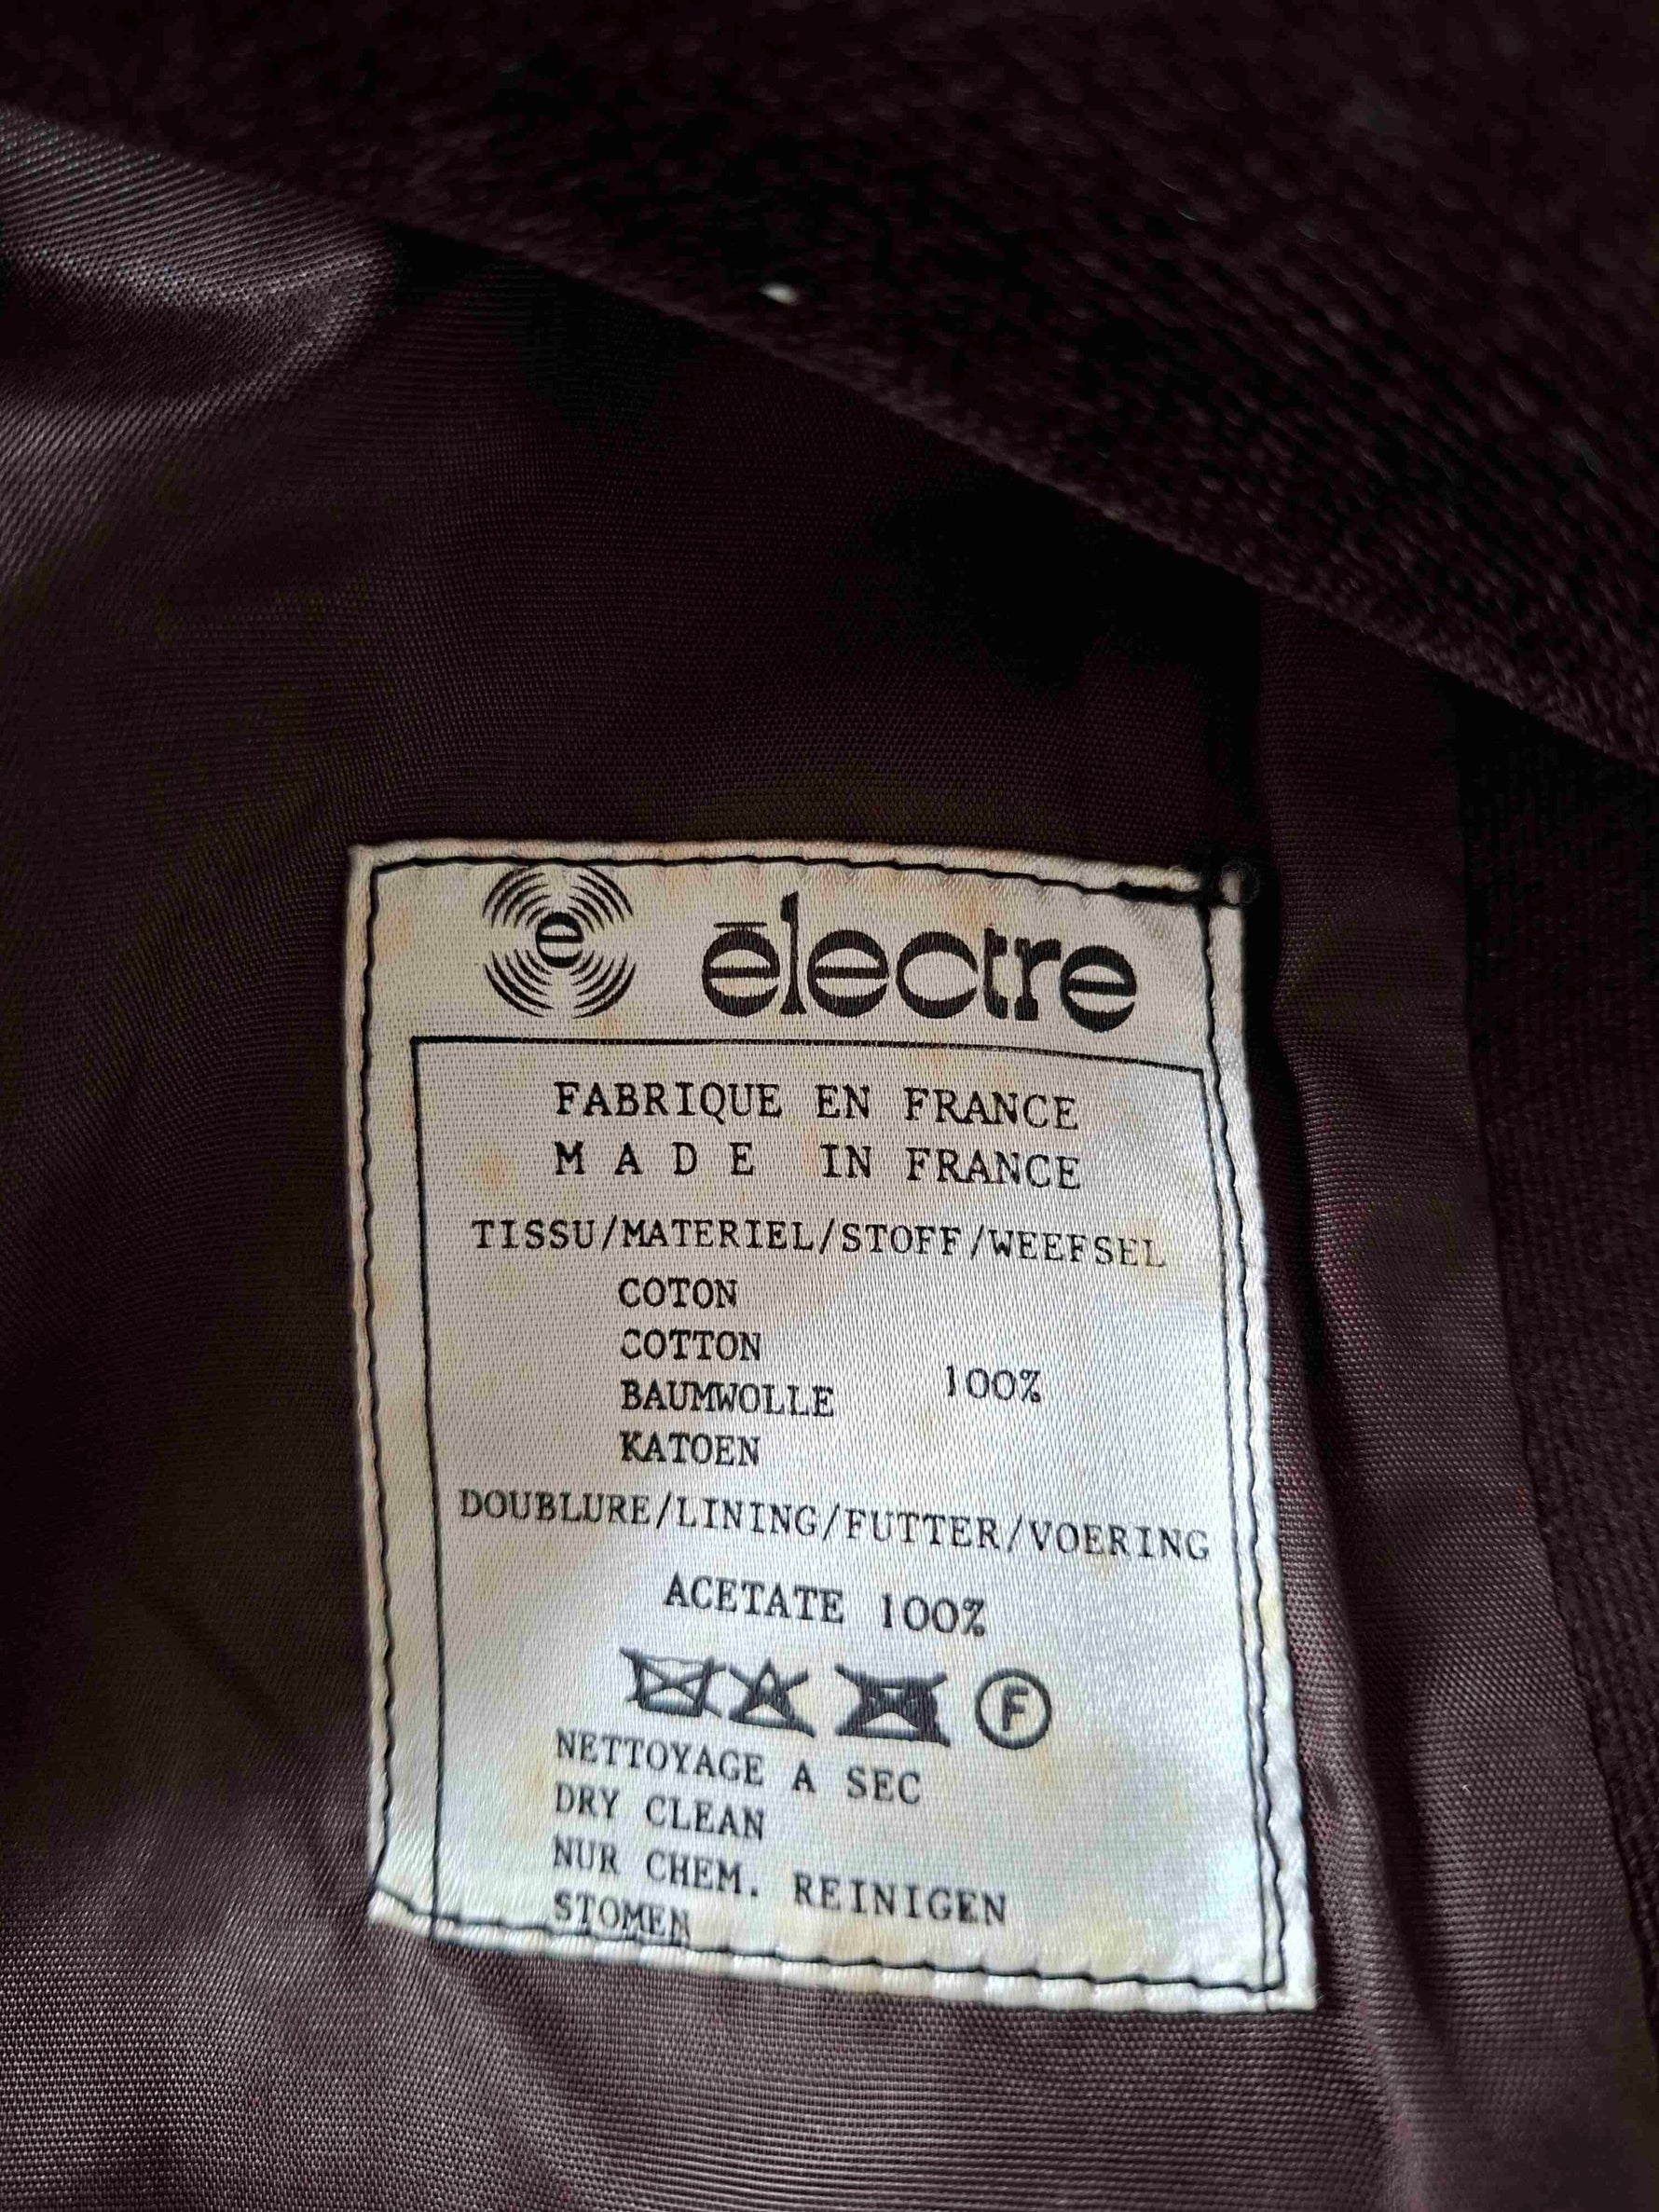 e ēlectre
FABRIQUE EN FRANCE
MADE IN FRANCE
TISSU/MATERIEL/STOFF/WEEFSEL
COTON
COTTON
BAUMWOLLE 100%
KATOEN
DOUBLURE/LINING/FUTTER/VOERING
ACETATE 100%
F
NETTOYAGE A SEC
DRY CLEAN
NUR CHEM. REINIGEN
STOMEN